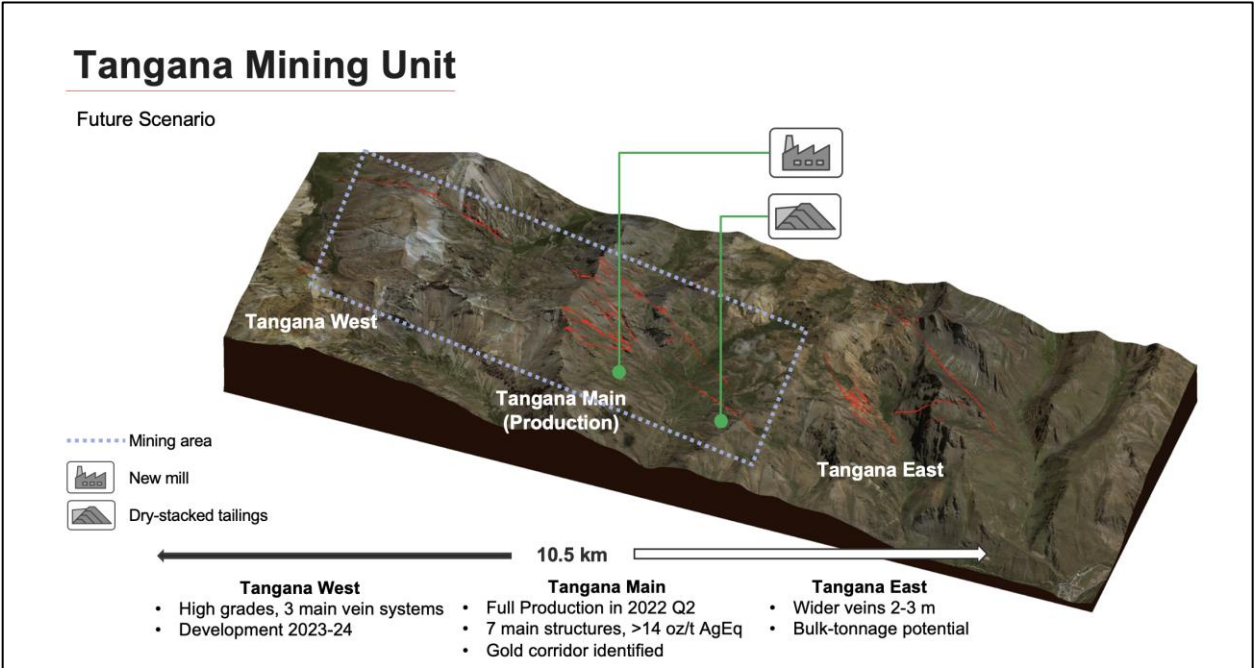 Tangana Mining Unit
Future Scenario
Tangana West
Tangana Main
(Production)
Tangana East
Mining area
New mill
Dry-stacked tailings
10.5 km
Tangana West
• High grades, 3 main vein systems
• Development 2023-24
Tangana Main
• Full Production in 2022 Q2
• 7 main structures, >14 oz/t AgEq
• Gold corridor identified
Tangana East
• Wider veins 2-3 m
• Bulk-tonnage potential